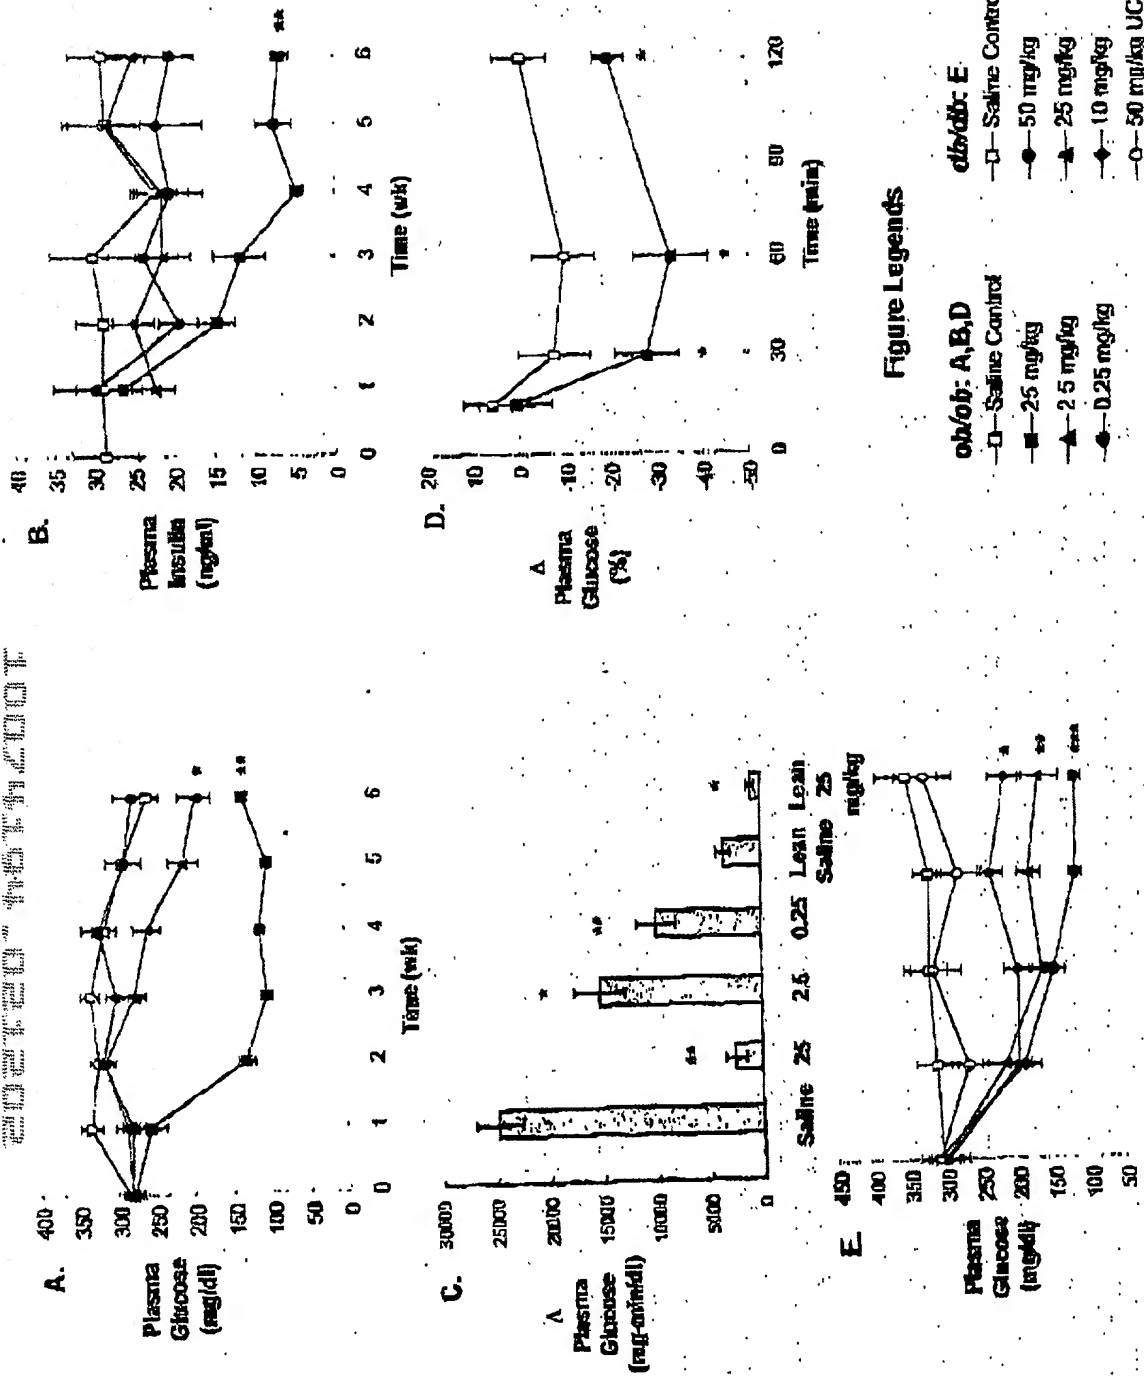 A.
Plasma
Glucose
(mg/dl)
400
350
300
250
200
150
100
50
0
0 1 2 3 4 5 6
Time (wk)
*
**
B.
Plasma
Insulin
(ng/ml)
40
35
30
25
20
15
10
5
0
0 1 2 3 4 5 6
Time (wk)
**
C.
Δ
Plasma
Glucose
(mg-min/dl)
30000
25000
20000
15000
10000
5000
0
Saline 25 2.5 0.25 Lean Lean
Saline 25
mg/kg
**
*
**
*
D.
Δ
Plasma
Glucose
(%)
20
10
0
-10
-20
-30
-40
-50
0 30 60 90 120
Time (min)
*
*
*
E.
Plasma
Glucose
(mg/dl)
450
400
350
300
250
200
150
100
50
*
**
***
Figure Legends
ob/ob: A,B,D
Saline Control
25 mg/kg
2.5 mg/kg
0.25 mg/kg
db/db: E
Saline Contro
50 mg/kg
25 mg/kg
10 mg/kg
50 mg/kg UC